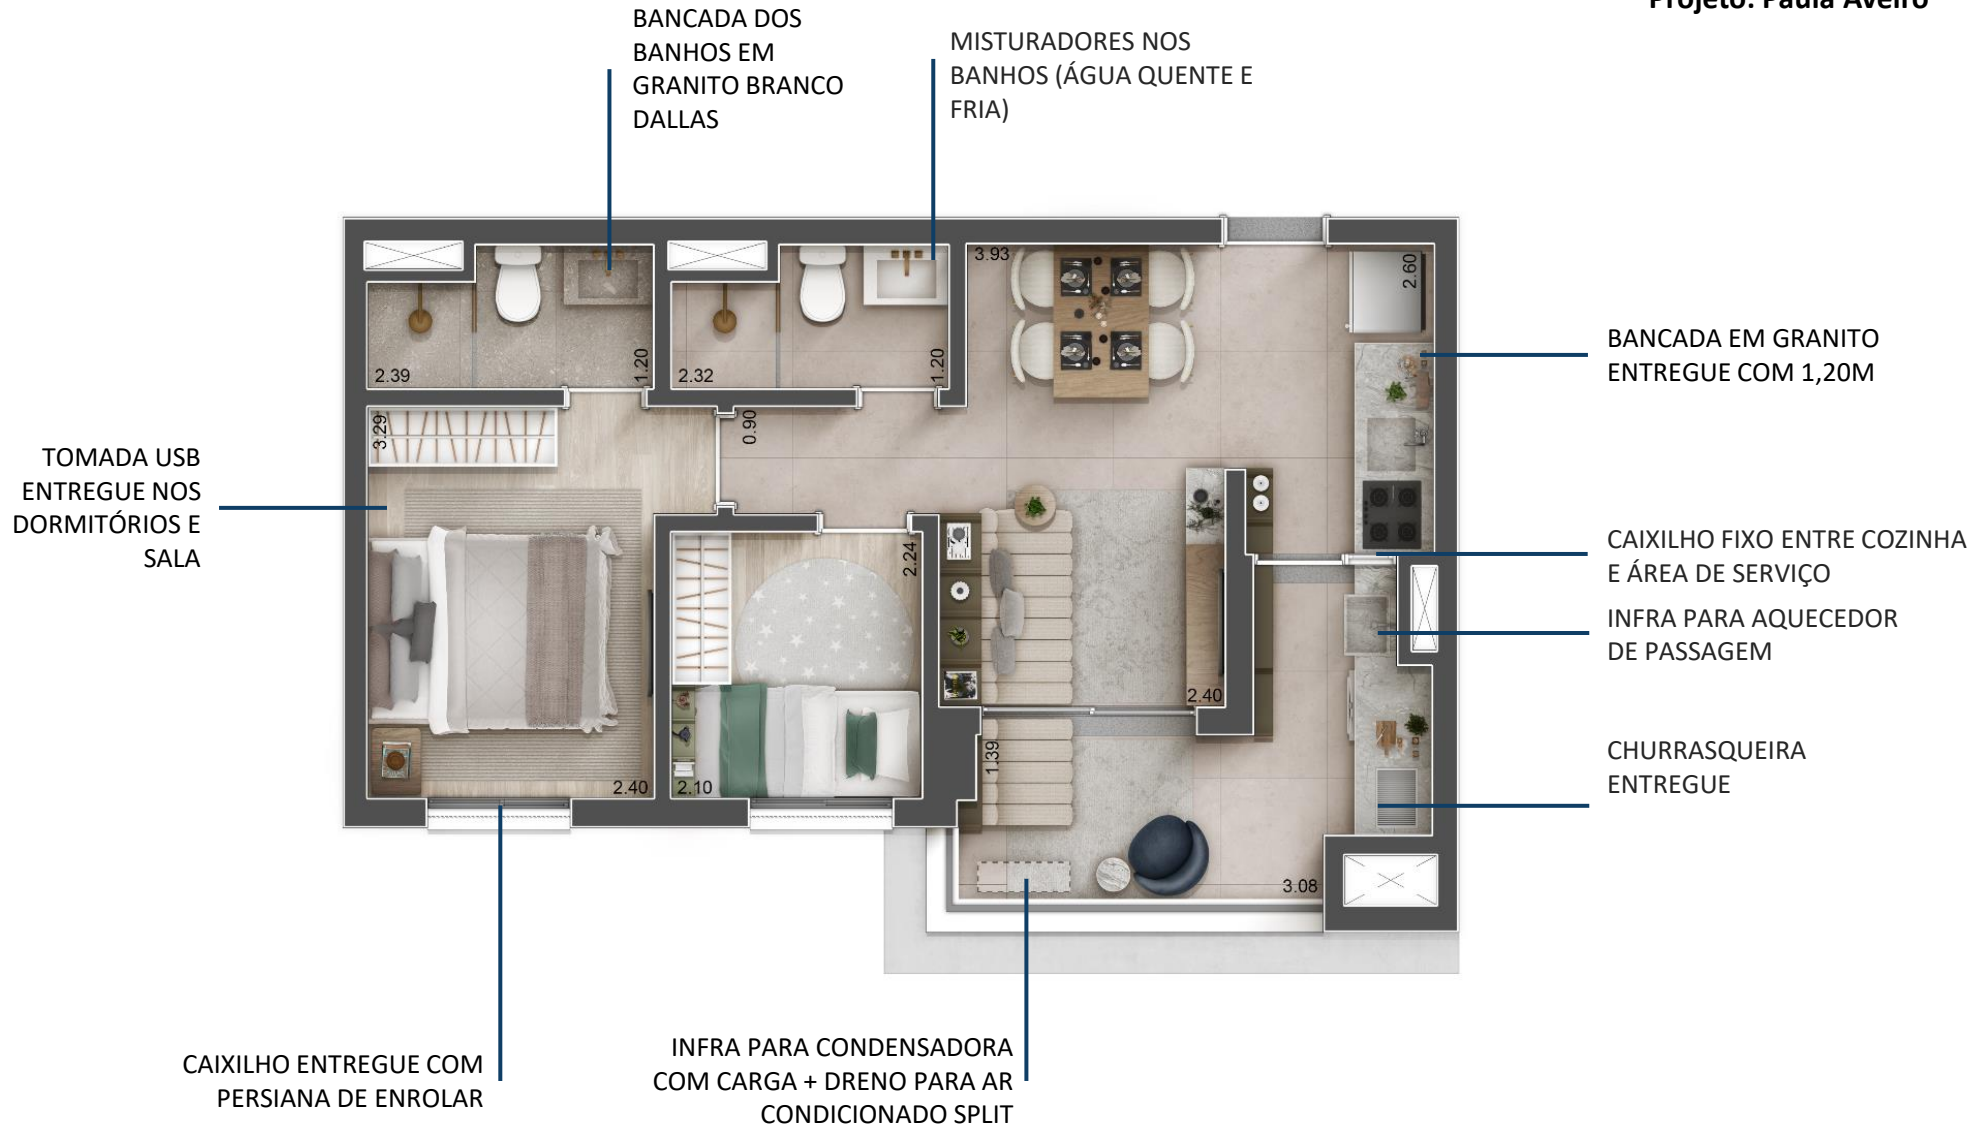 Projeto: Paula Aveiro
BANCADA DOS
BANHOS EM
GRANITO BRANCO
DALLAS
MISTURADORES NOS
BANHOS (ÁGUA QUENTE E
FRIA)
3.93
2.60
2.39
1.20
2.32
1.20
BANCADA EM GRANITO
ENTREGUE COM 1,20M
3.29
0.90
TOMADA USB
ENTREGUE NOS
DORMITÓRIOS E
SALA
2.24
CAIXILHO FIXO ENTRE COZINHA
E ÁREA DE SERVIÇO
INFRA PARA AQUECEDOR
DE PASSAGEM
2.40
1.39
CHURRASQUEIRA
ENTREGUE
2.40
2.10
3.08
CAIXILHO ENTREGUE COM
PERSIANA DE ENROLAR
INFRA PARA CONDENSADORA
COM CARGA + DRENO PARA AR
CONDICIONADO SPLIT